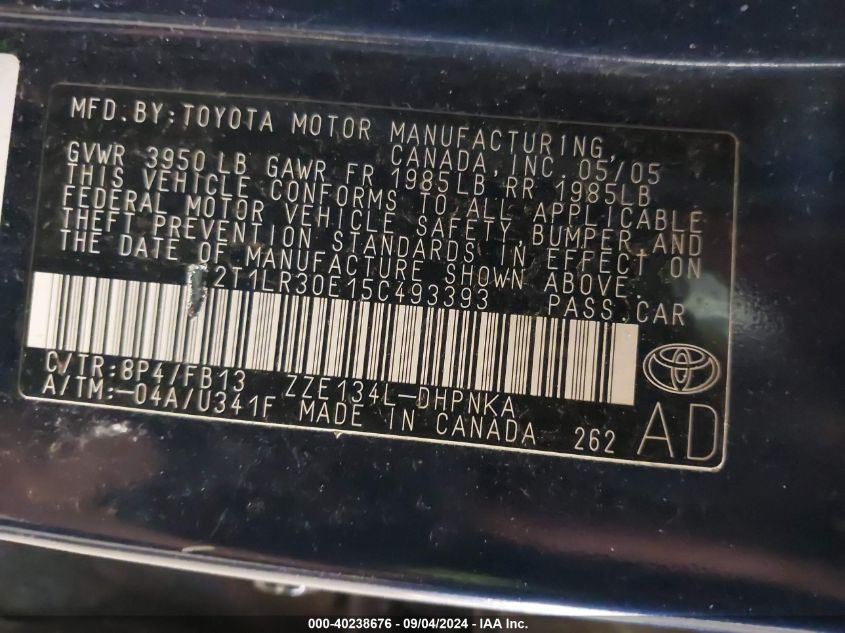 MFD.BY:TOYOTA MOTOR MANUFACTURING,
CANADA, INC. 05/05
GVWR 3950 LB GAWR FR 1985LB RR 1985LB
THIS VEHICLE CONFORMS TO ALL APPLICABLE
FEDERAL MOTOR VEHICLE SAFETY, BUMPER AND
THEFT PREVENTION STANDARDS IN EFFECT ON
THE DATE OF MANUFACTURE SHOWN ABOVE.
2T1LR30E15C493393 PASS.CAR
C/TR:8P4/FB13 ZZE134L-DHPNKA
A/TM:-04A/U341F MADE IN CANADA 262 AD
000-40238676 - 09/04/2024 - IAA Inc.